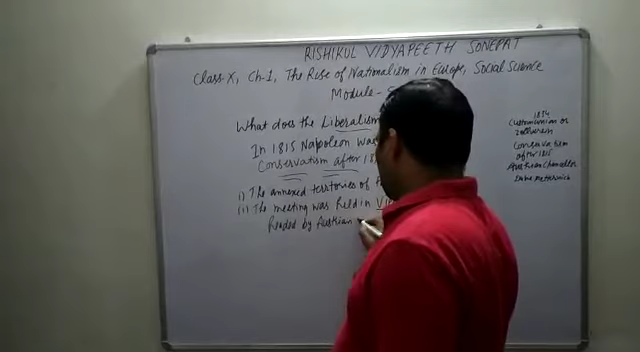 RISHIKUL VIDYAPEETH SONEPAT
Class X, Ch-1, The Rise of Nationalism in Europe, Social Science
Module -
What does the Liberalism
In 1815 Napoleon was
Conservatism after 18
i) The annexed territories of
(ii) The meeting was held in Vi
headed by Austrian
1834
Custom union or
zollverein
Conservatism
after 1815
Austrian Chancellor
Duke Metternich